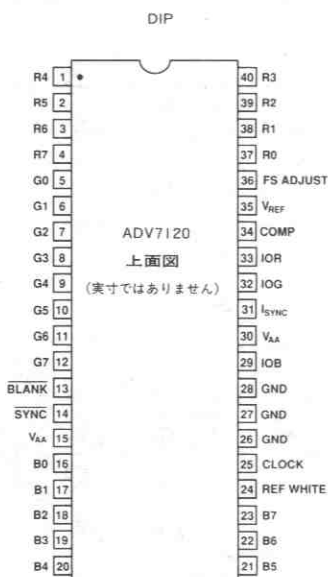 DIP
R4 1 40 R3
R5 2 39 R2
R6 3 38 R1
R7 4 37 R0
G0 5 36 FS ADJUST
G1 6 35 VREF
G2 7 ADV7120 34 COMP
G3 8 上面図 33 IOR
G4 9 (実寸ではありません) 32 IOG
G5 10 31 ISYNC
G6 11 30 VAA
G7 12 29 IOB
BLANK 13 28 GND
SYNC 14 27 GND
VAA 15 26 GND
B0 16 25 CLOCK
B1 17 24 REF WHITE
B2 18 23 B7
B3 19 22 B6
B4 20 21 B5